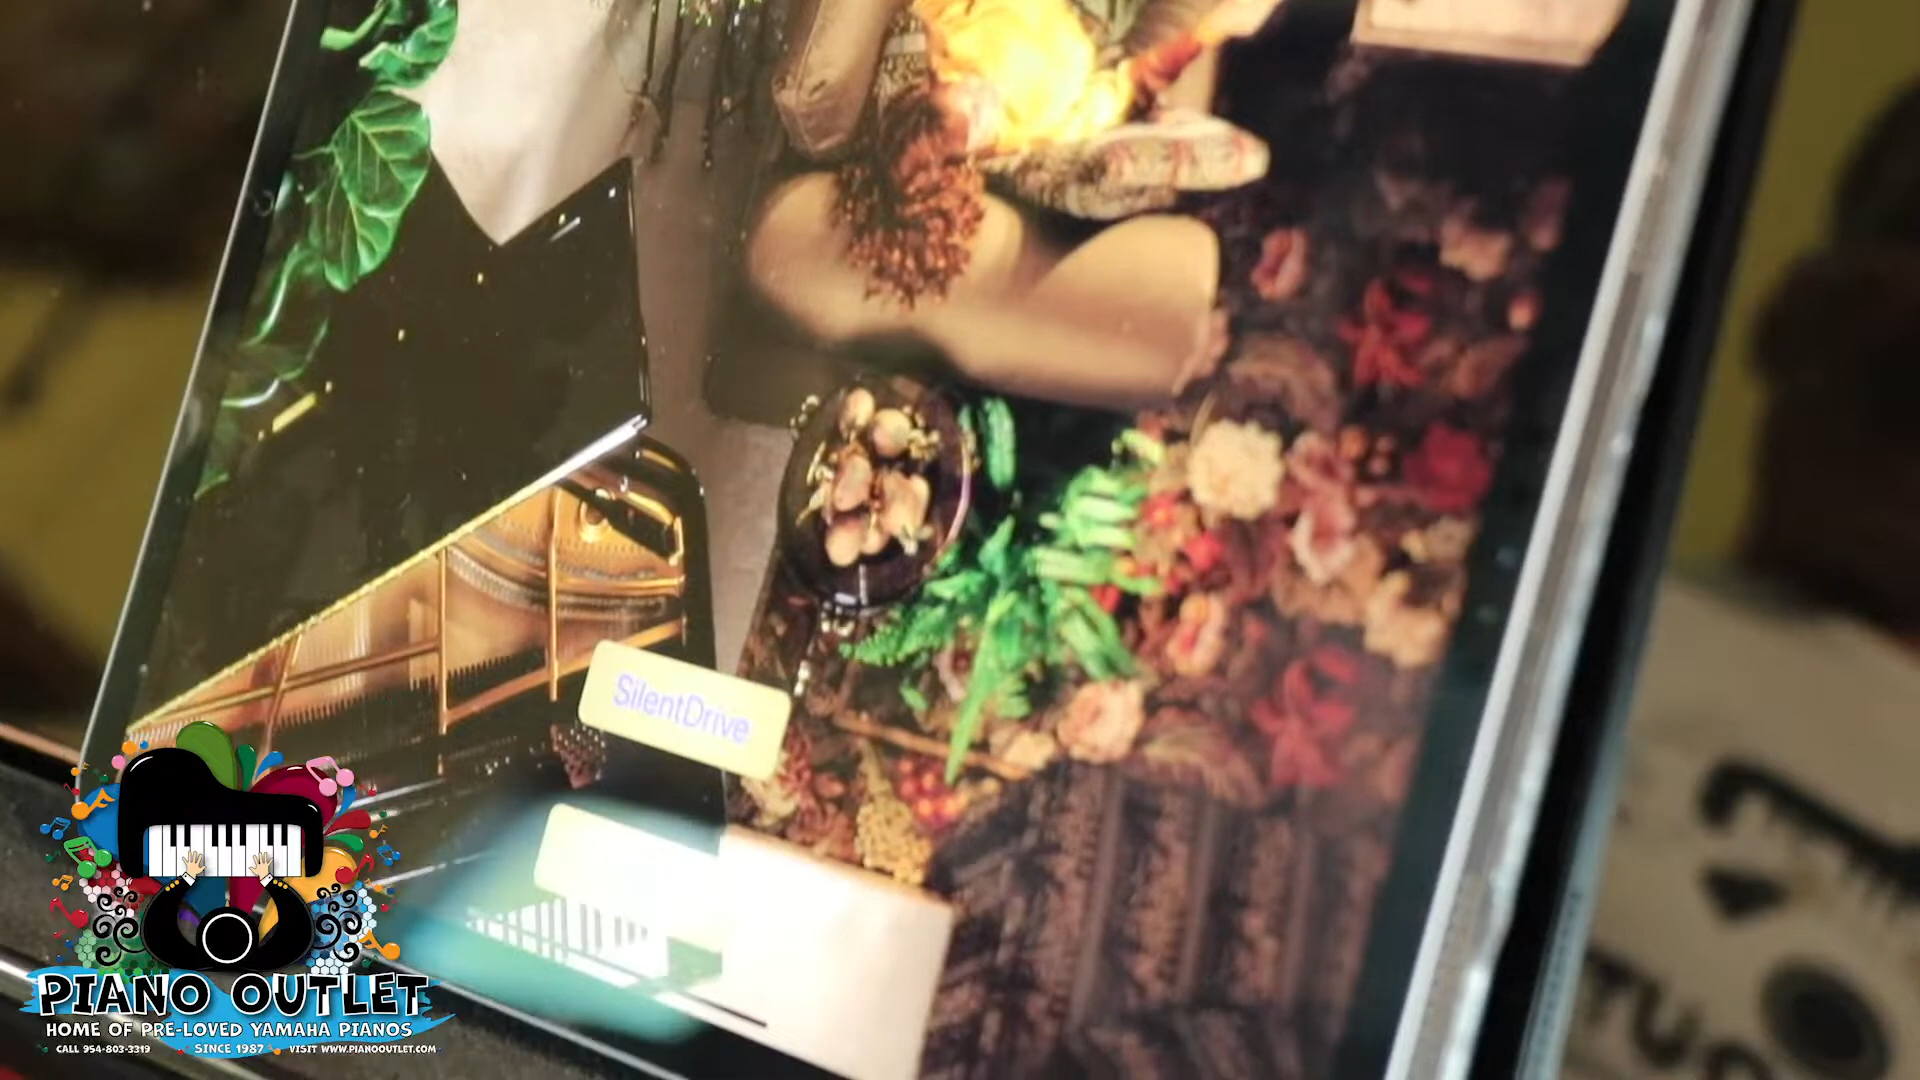 SilentDrive
PIANO OUTLET
HOME OF PRE-LOVED YAMAHA PIANOS
CALL 954-803-3319 SINCE 1987 VISIT WWW.PIANOOUTLET.COM